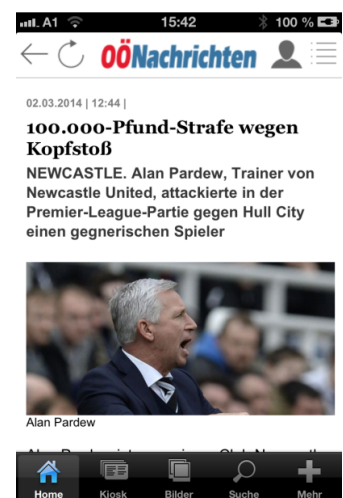 A1 15:42 100 %
OÖNachrichten
02.03.2014 | 12:44 |
100.000-Pfund-Strafe wegen
Kopfstoß
NEWCASTLE. Alan Pardew, Trainer von
Newcastle United, attackierte in der
Premier-League-Partie gegen Hull City
einen gegnerischen Spieler
Alan Pardew
Home Kiosk Bilder Suche Mehr